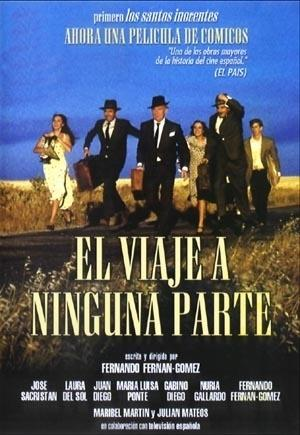 primero los santos inocentes
AHORA UNA PELICULA DE COMICOS
"Una de las obras mayores
de la historia del cine español."
(EL PAIS)
EL VIAJE A
NINGUNA PARTE
escrita y dirigida por
FERNANDO FERNAN-GOMEZ
JOSE LAURA JUAN MARIA LUISA GABINO NURIA FERNANDO
SACRISTAN DEL SOL DIEGO PONTE DIEGO GALLARDO FERNAN-GOMEZ
MARIBEL MARTIN y JULIAN MATEOS
en colaboración con televisión española